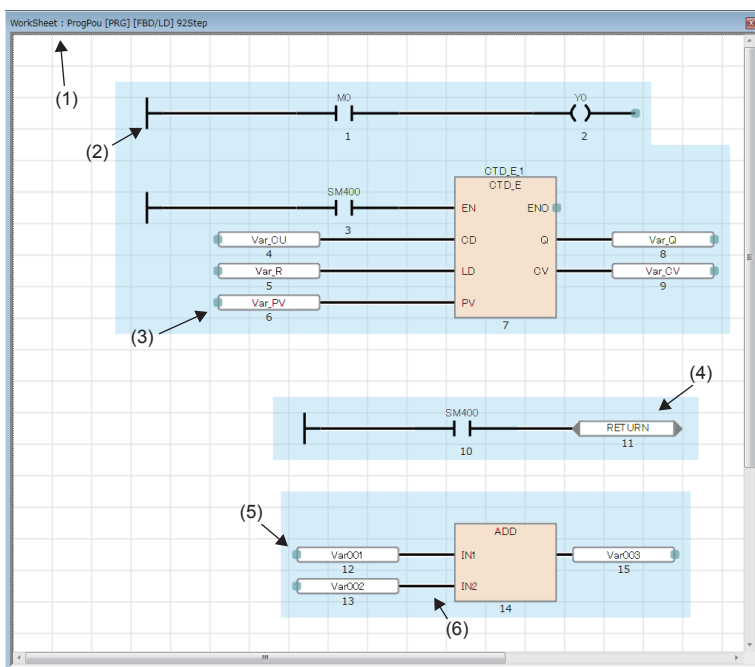 WorkSheet : ProgPou [PRG] [FBD/LD] 92Step
(1)
M0
Y0
(2)
1
2
CTD_E_1
CTD_E
SM400
EN
ENO
3
Var_CU
CD
Q
Var_Q
4
8
Var_R
LD
CV
Var_CV
5
9
Var_PV
PV
(3)
6
7
(4)
SM400
RETURN
10
11
(5)
ADD
Var001
IN1
Var003
12
15
Var002
IN2
13
14
(6)